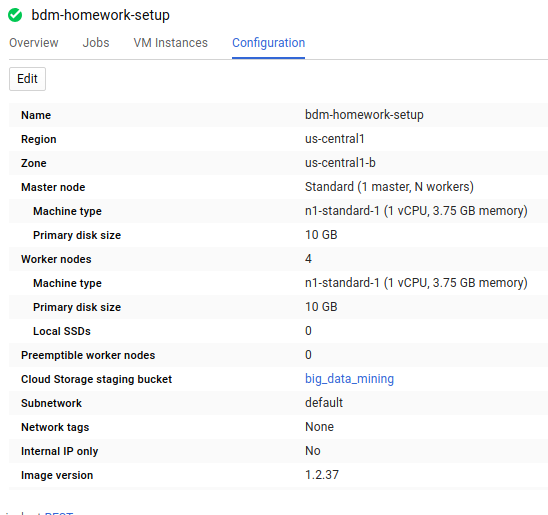 bdm-homework-setup
Overview Jobs VM Instances Configuration
Edit
Name bdm-homework-setup
Region us-central1
Zone us-central1-b
Master node Standard (1 master, N workers)
Machine type n1-standard-1 (1 vCPU, 3.75 GB memory)
Primary disk size 10 GB
Worker nodes 4
Machine type n1-standard-1 (1 vCPU, 3.75 GB memory)
Primary disk size 10 GB
Local SSDs 0
Preemptible worker nodes 0
Cloud Storage staging bucket big_data_mining
Subnetwork default
Network tags None
Internal IP only No
Image version 1.2.37